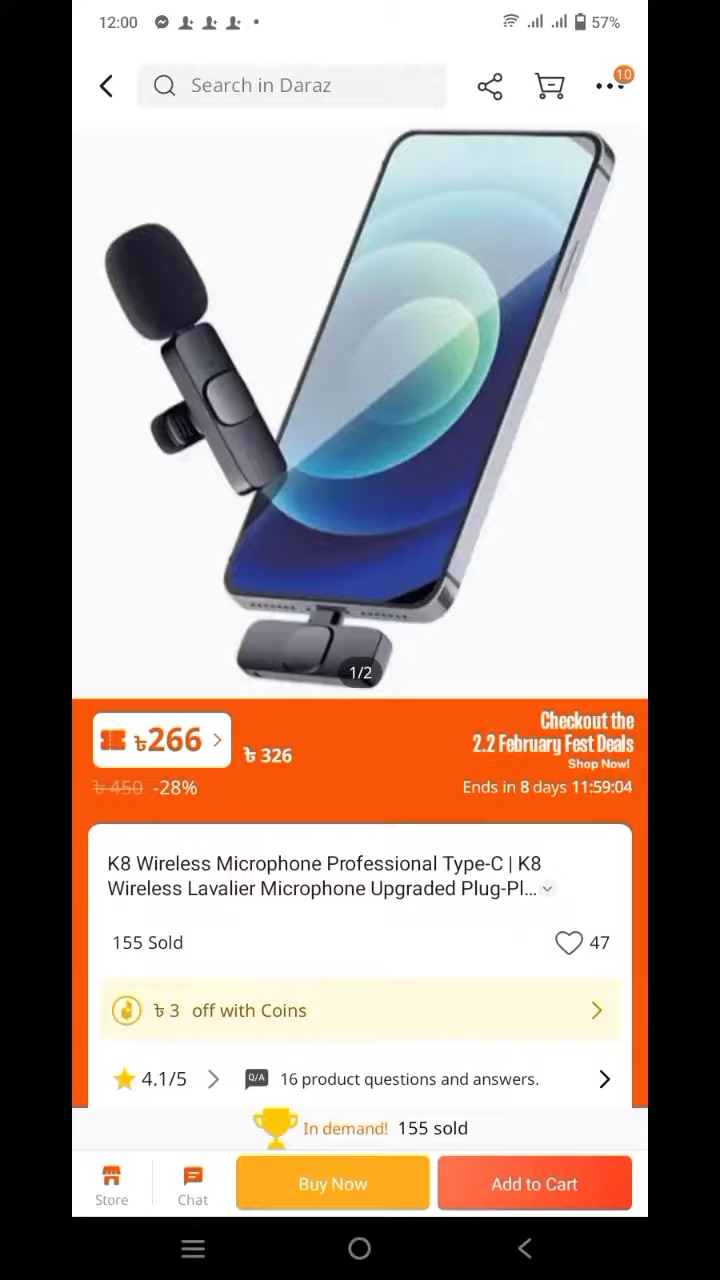 12:00
57%
Search in Daraz
10
1/2
৳266
৳ 326
৳ 450 -28%
Checkout the
2.2 February Fest Deals
Shop Now!
Ends in 8 days 11:59:04
K8 Wireless Microphone Professional Type-C | K8
Wireless Lavalier Microphone Upgraded Plug-Pl...
155 Sold
47
৳ 3 off with Coins
4.1/5
Q/A
16 product questions and answers.
In demand! 155 sold
Store
Chat
Buy Now
Add to Cart